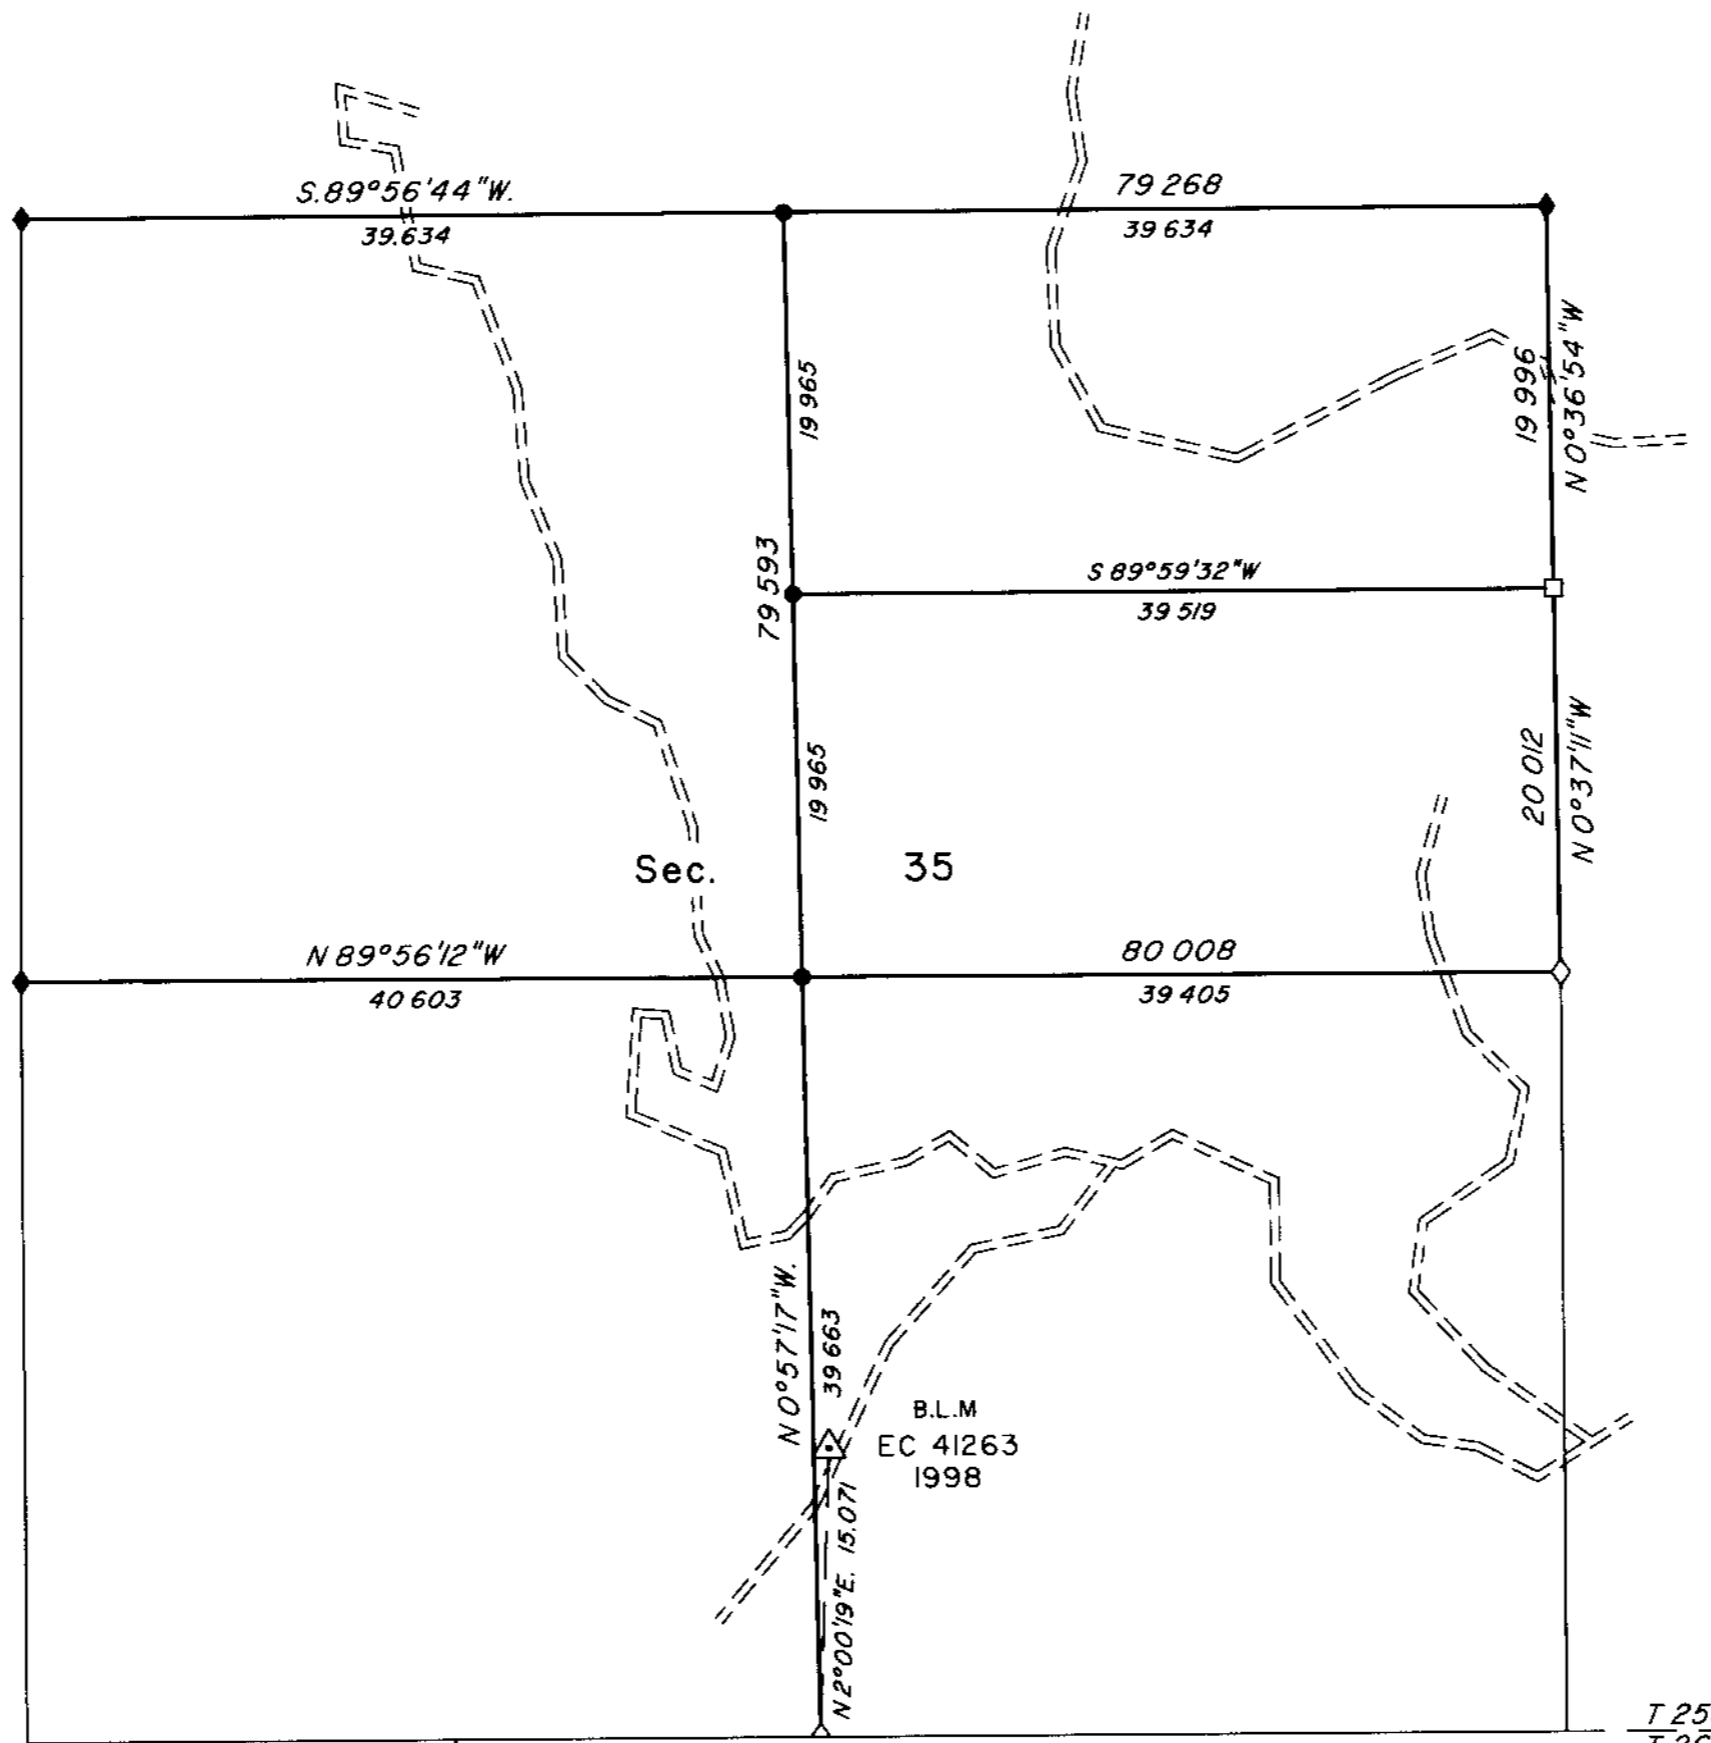 S.89°56'44"W.
79 268
39.634
39 634
19 965
19 996
N 0°36'54"W
79 593
S 89°59'32"W
39 519
19 965
20 012
N 0°37'11"W
Sec. 35
N 89°56'12"W
80 008
40 603
39 405
N 0°57'17"W.
39 663
B.L.M
EC 41263
1998
N 2°00'19"E. 15.071
T 25